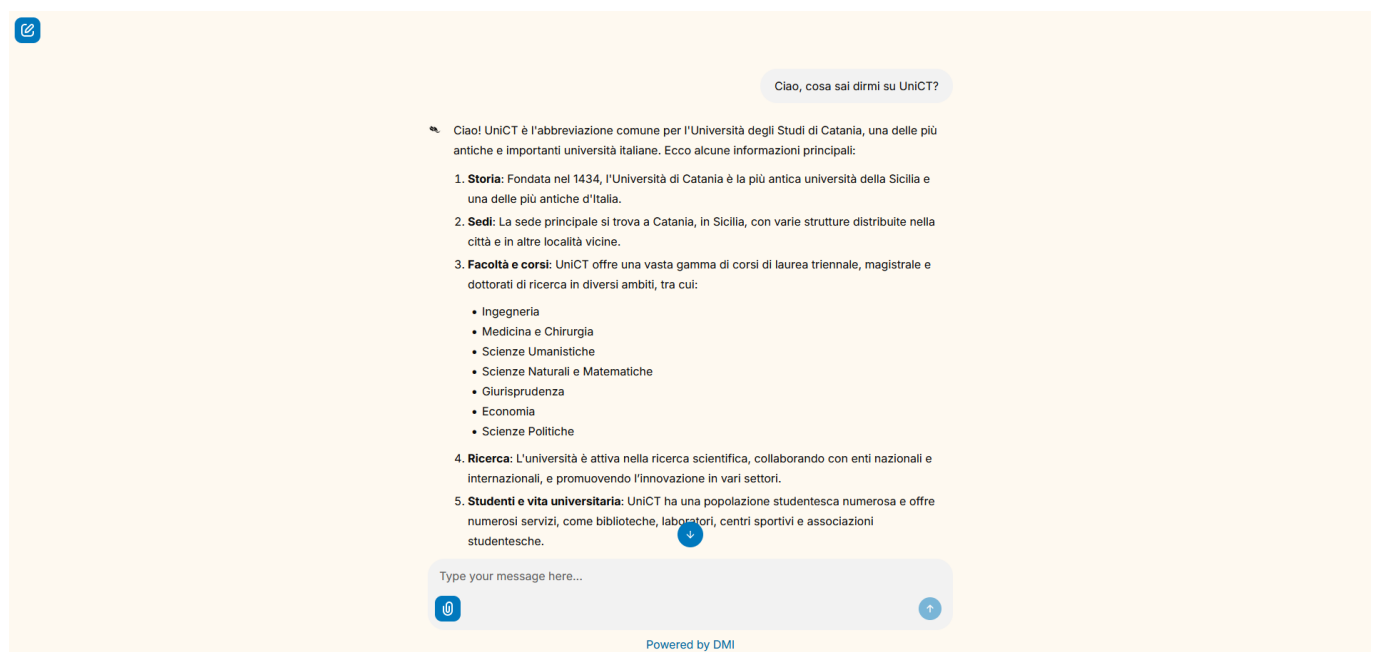 Ciao, cosa sai dirmi su UniCT?
Ciao! UniCT è l'abbreviazione comune per l'Università degli Studi di Catania, una delle più
antiche e importanti università italiane. Ecco alcune informazioni principali:
1. Storia: Fondata nel 1434, l'Università di Catania è la più antica università della Sicilia e
una delle più antiche d'Italia.
2. Sedi: La sede principale si trova a Catania, in Sicilia, con varie strutture distribuite nella
città e in altre località vicine.
3. Facoltà e corsi: UniCT offre una vasta gamma di corsi di laurea triennale, magistrale e
dottorati di ricerca in diversi ambiti, tra cui:
• Ingegneria
• Medicina e Chirurgia
• Scienze Umanistiche
• Scienze Naturali e Matematiche
• Giurisprudenza
• Economia
• Scienze Politiche
4. Ricerca: L'università è attiva nella ricerca scientifica, collaborando con enti nazionali e
internazionali, e promuovendo l'innovazione in vari settori.
5. Studenti e vita universitaria: UniCT ha una popolazione studentesca numerosa e offre
numerosi servizi, come biblioteche, laboratori, centri sportivi e associazioni
studentesche.
Type your message here...
Powered by DMI